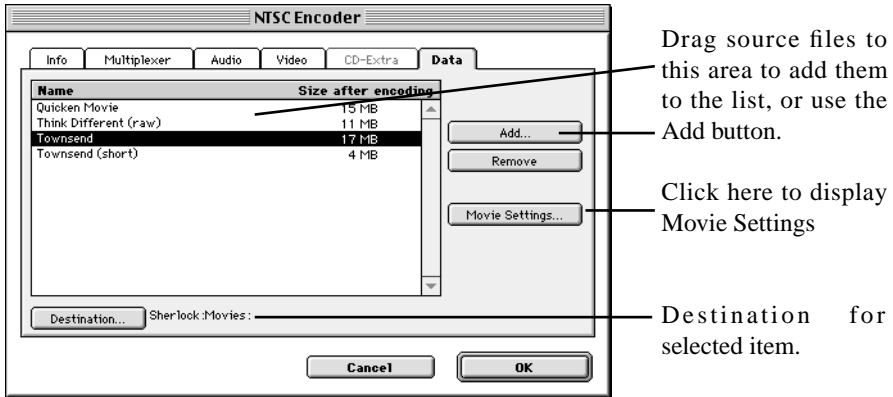 NTSC Encoder
Info Multiplexer Audio Video CD-Extra Data
Name Size after encoding
Quicken Movie 15 MB
Think Different (raw) 11 MB
Townsend 17 MB
Townsend (short) 4 MB
Add...
Remove
Movie Settings...
Destination... Sherlock:Movies:
Cancel OK
Drag source files to
this area to add them
to the list, or use the
Add button.
Click here to display
Movie Settings
Destination for
selected item.